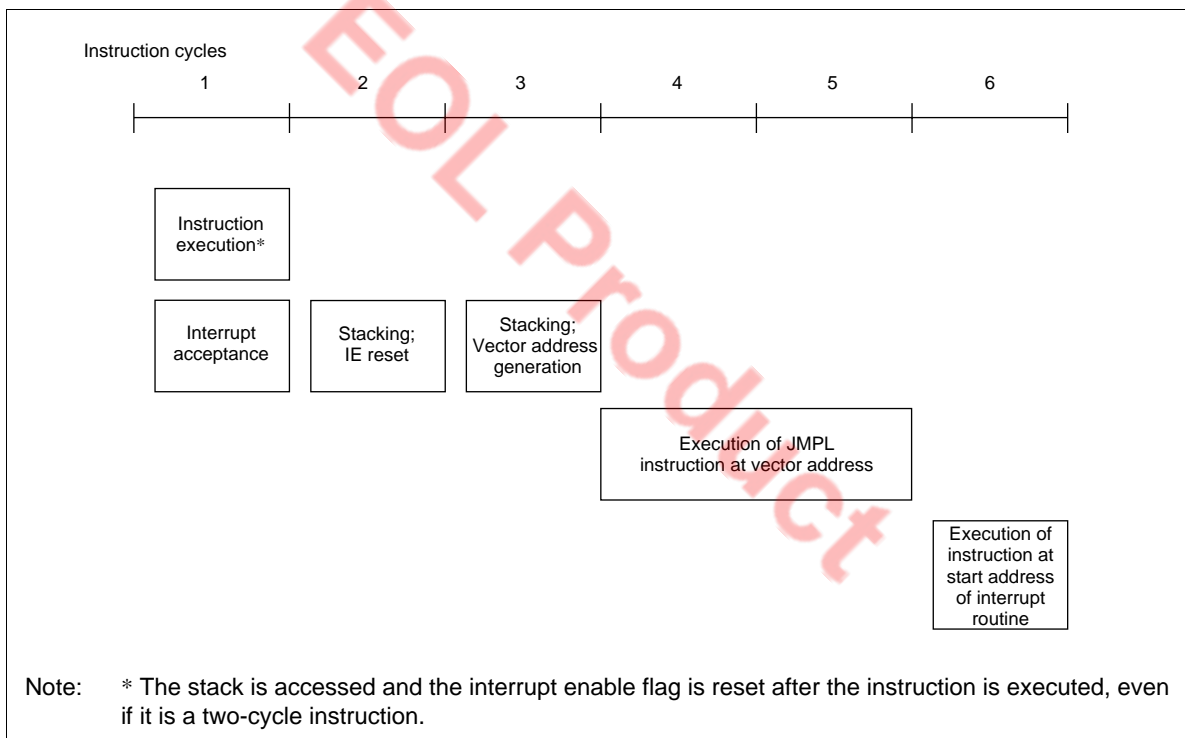 Instruction cycles
1 2 3 4 5 6
Instruction
execution*
Interrupt
acceptance
Stacking;
IE reset
Stacking;
Vector address
generation
Execution of JMPL
instruction at vector address
Execution of
instruction at
start address
of interrupt
routine
EOL Product
Note: * The stack is accessed and the interrupt enable flag is reset after the instruction is executed, even
if it is a two-cycle instruction.